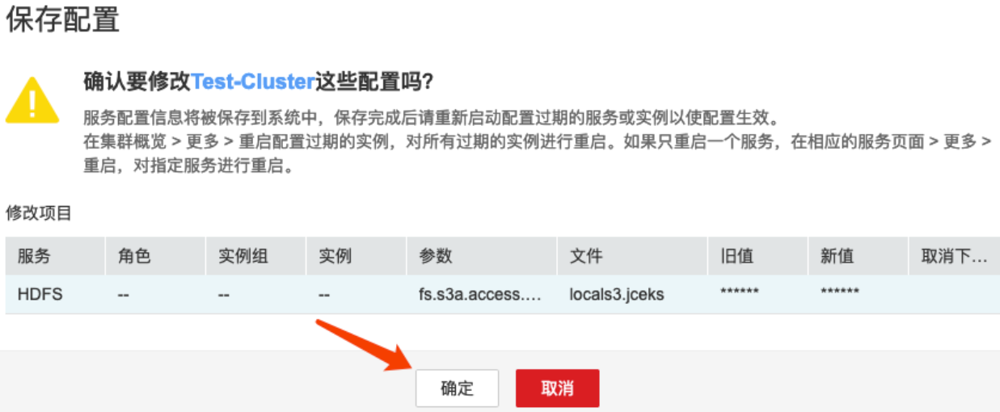 保存配置
确认要修改Test-Cluster这些配置吗?
服务配置信息将被保存到系统中，保存完成后请重新启动配置过期的服务或实例以使配置生效。
在集群概览 > 更多 > 重启配置过期的实例，对所有过期的实例进行重启。如果只重启一个服务，在相应的服务页面 > 更多 >
重启，对指定服务进行重启。
修改项目
服务 角色 实例组 实例 参数 文件 旧值 新值 取消下...
HDFS -- -- -- fs.s3a.access.... locals3.jceks ****** ******
确定 取消